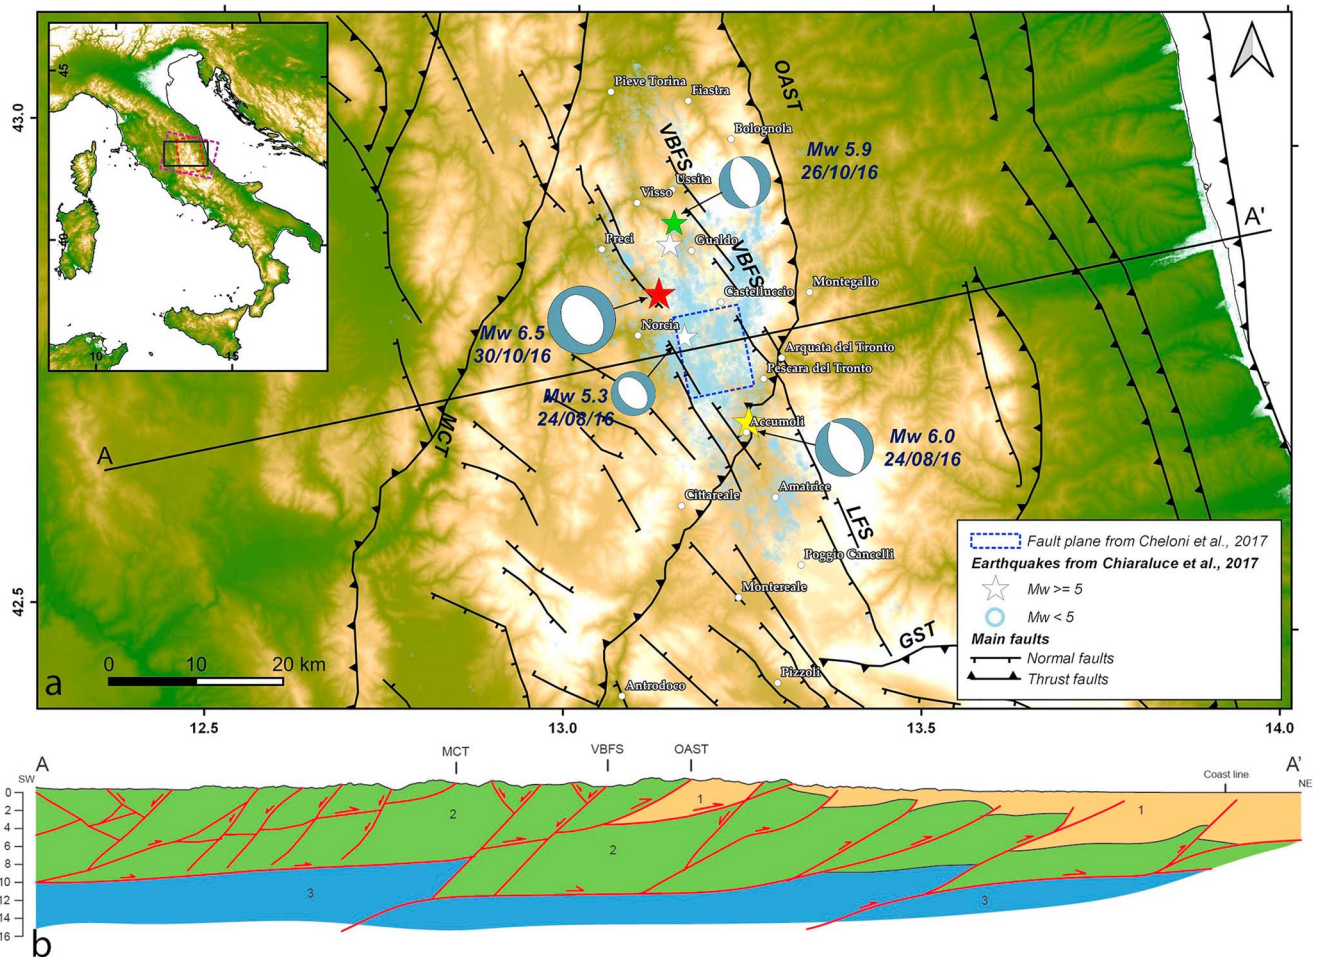 45
40
10
15
43.0
42.5
12.5
13.0
13.5
14.0
Pieve Torina
Fiastra
OAST
Bolognola
VBFS
Mw 5.9
26/10/16
Ussita
Visso
A'
Preci
Gualdo
VBFS
Castelluccio
Montegallo
Mw 6.5
30/10/16
Norcia
Arquata del Tronto
Pescara del Tronto
Mw 5.3
24/08/16
MCT
Accumoli
Mw 6.0
24/08/16
A
Cittareale
Amatrice
LFS
Poggio Cancelli
Montereale
GST
Pizzoli
Antrodoco
0 10 20 km
a
Fault plane from Cheloni et al., 2017
Earthquakes from Chiaraluce et al., 2017
Mw >= 5
Mw < 5
Main faults
Normal faults
Thrust faults
A
SW
MCT
VBFS
OAST
Coast line
A'
NE
0
2
4
6
8
10
12
14
16
1
2
2
1
3
3
b